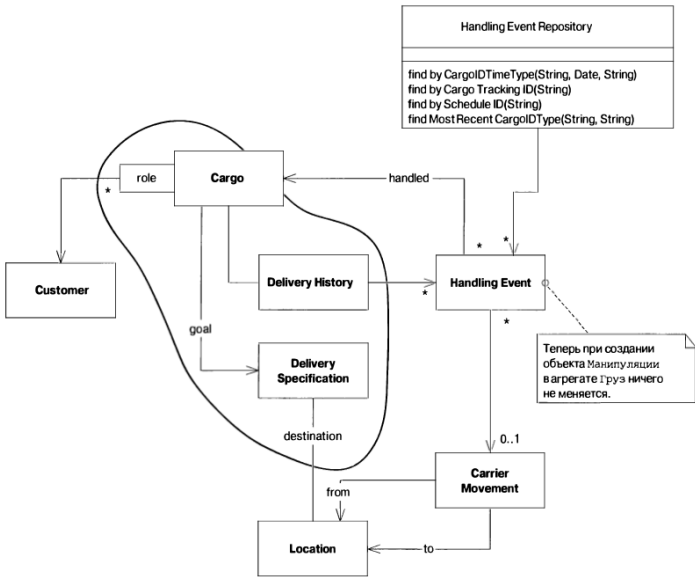 Handling Event Repository
find by CargoIDTimeType(String, Date, String)
find by Cargo Tracking ID(String)
find by Schedule ID(String)
find Most Recent CargoIDType(String, String)
role
Cargo
handled
*
*
*
Customer
Delivery History
*
Handling Event
*
goal
Delivery
Specification
Теперь при создании
объекта Манипуляции
в агрегате Груз ничего
не меняется.
destination
0..1
Carrier
Movement
from
Location
to